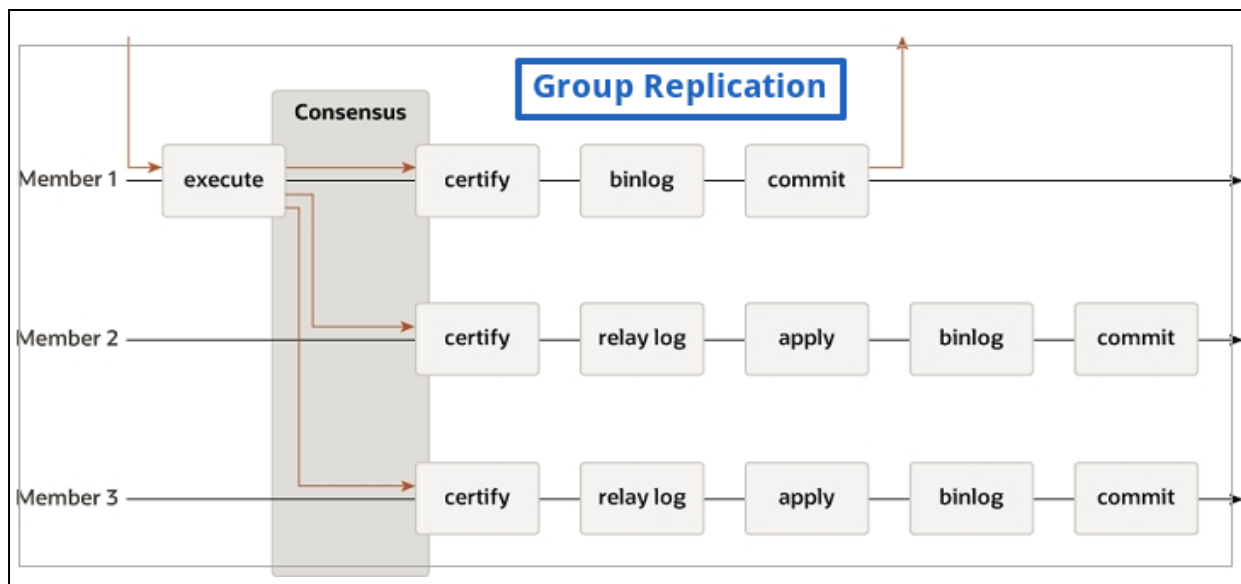 Group Replication
Consensus
Member 1 execute certify binlog commit
Member 2 certify relay log apply binlog commit
Member 3 certify relay log apply binlog commit